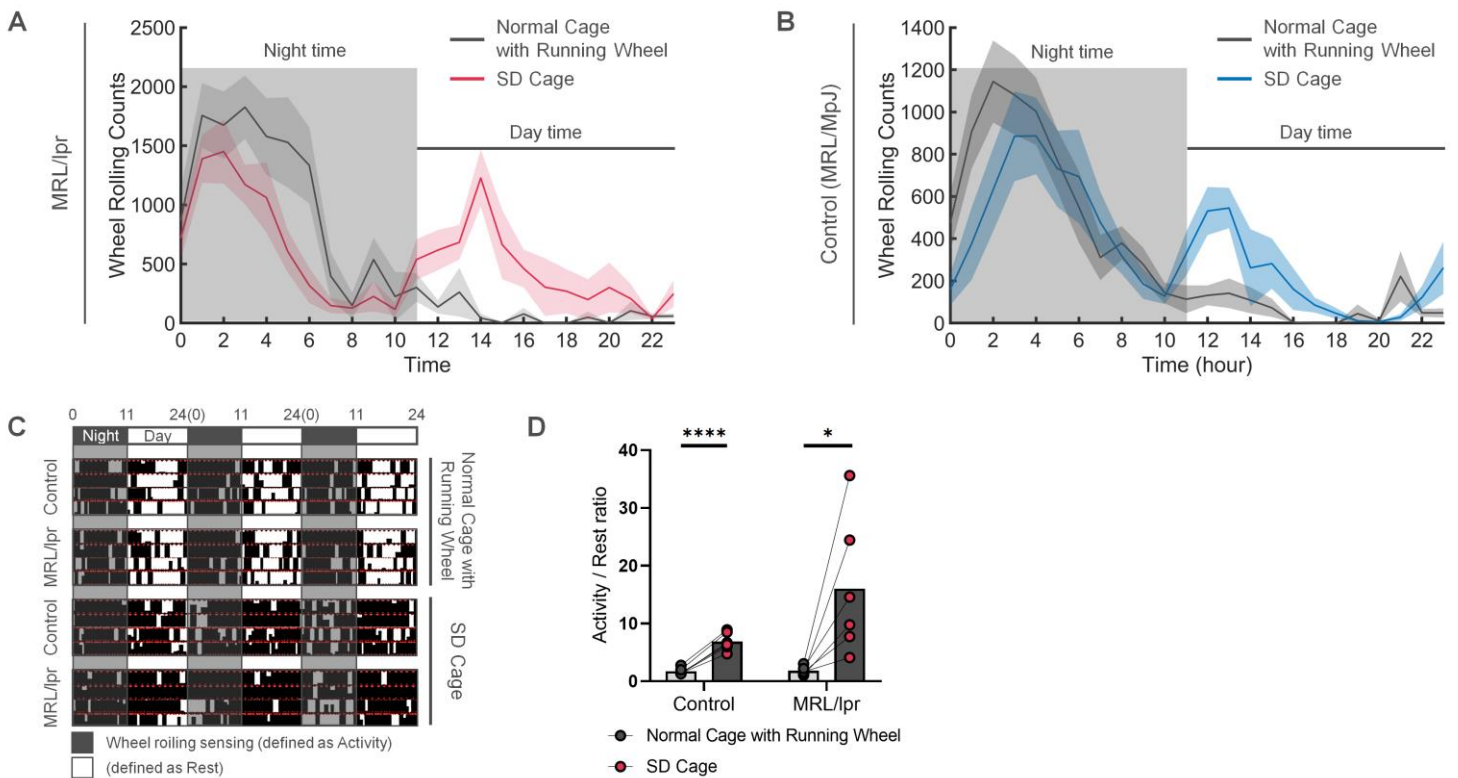 A
MRL/lpr
Wheel Rolling Counts
2500
2000
1500
1000
500
0
Night time
Normal Cage
with Running Wheel
SD Cage
Day time
0 2 4 6 8 10 12 14 16 18 20 22
Time
B
Control (MRL/MpJ)
Wheel Rolling Counts
1400
1200
1000
800
600
400
200
0
Night time
Normal Cage
with Running Wheel
SD Cage
Day time
0 2 4 6 8 10 12 14 16 18 20 22
Time (hour)
C
0 11 24(0) 11 24(0) 11 24
Night Day
Control
MRL/lpr
Control
MRL/lpr
Normal Cage with
Running Wheel
SD Cage
Wheel roiling sensing (defined as Activity)
(defined as Rest)
D
Activity / Rest ratio
40
30
20
10
0
**** *
Control MRL/lpr
Normal Cage with Running Wheel
SD Cage